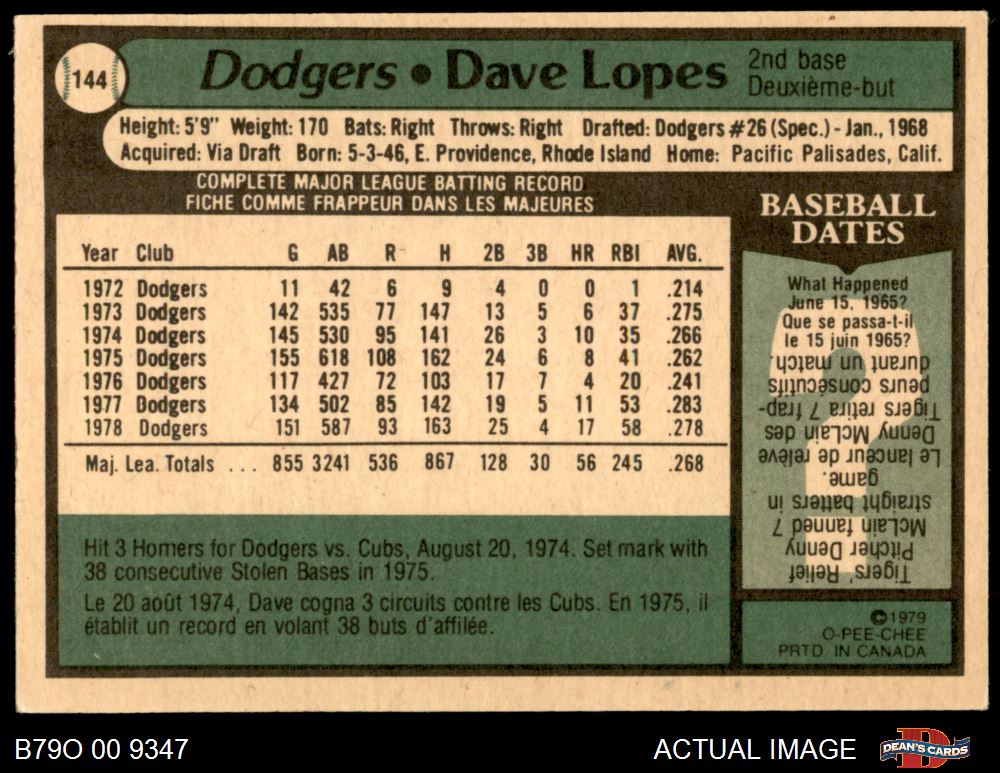 144
Dodgers • Dave Lopes
2nd base
Deuxième-but
Height: 5'9" Weight: 170 Bats: Right Throws: Right Drafted: Dodgers #26 (Spec.) - Jan., 1968
Acquired: Via Draft Born: 5-3-46, E. Providence, Rhode Island Home: Pacific Palisades, Calif.
COMPLETE MAJOR LEAGUE BATTING RECORD
FICHE COMME FRAPPEUR DANS LES MAJEURES
Year Club G AB R H 2B 3B HR RBI AVG.
1972 Dodgers 11 42 6 9 4 0 0 1 .214
1973 Dodgers 142 535 77 147 13 5 6 37 .275
1974 Dodgers 145 530 95 141 26 3 10 35 .266
1975 Dodgers 155 618 108 162 24 6 8 41 .262
1976 Dodgers 117 427 72 103 17 7 4 20 .241
1977 Dodgers 134 502 85 142 19 5 11 53 .283
1978 Dodgers 151 587 93 163 25 4 17 58 .278
Maj. Lea. Totals ... 855 3241 536 867 128 30 56 245 .268
Hit 3 Homers for Dodgers vs. Cubs, August 20, 1974. Set mark with
38 consecutive Stolen Bases in 1975.
Le 20 août 1974, Dave cogna 3 circuits contre les Cubs. En 1975, il
établit un record en volant 38 buts d'affilée.
BASEBALL
DATES
What Happened
June 15, 1965?
Que se passa-t-il
le 15 juin 1965?
Tigers' Relief
Pitcher Denny
McLain fanned 7
straight batters in
game.
Le lanceur de relève
Denny McLain des
Tigers retira 7 frap-
peurs consécutifs
durant un match.
©1979
O-PEE-CHEE
PRTD. IN CANADA
B79O 00 9347
ACTUAL IMAGE
DEAN'S CARDS